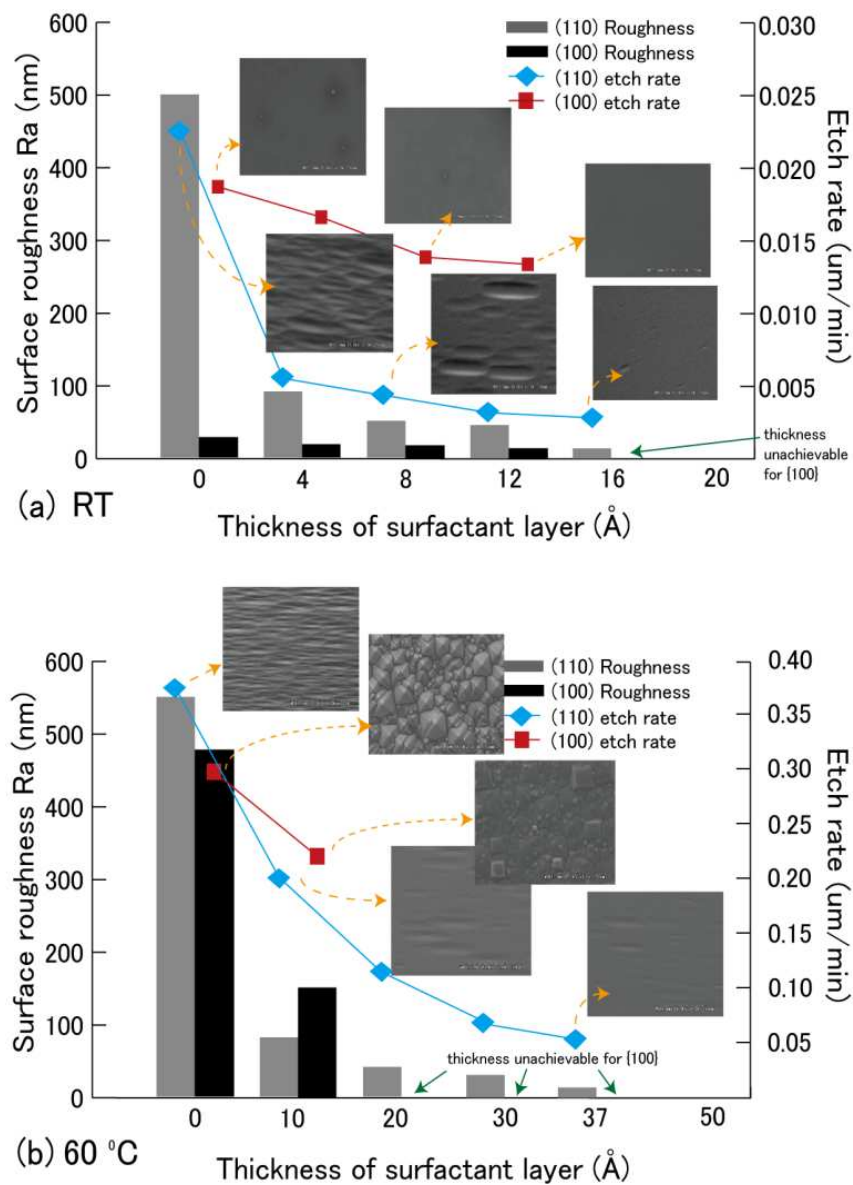 600
500
400
300
200
100
0
Surface roughness Ra (nm)
(110) Roughness
(100) Roughness
(110) etch rate
(100) etch rate
0.030
0.025
0.020
0.015
0.010
0.005
0
Etch rate (um/min)
thickness
unachievable
for {100}
0 4 8 12 16 20
(a) RT
Thickness of surfactant layer (Å)
600
500
400
300
200
100
0
Surface roughness Ra (nm)
(110) Roughness
(100) Roughness
(110) etch rate
(100) etch rate
0.40
0.35
0.30
0.25
0.20
0.15
0.10
0.05
Etch rate (um/min)
thickness unachievable for {100}
0 10 20 30 37 50
(b) 60 °C
Thickness of surfactant layer (Å)